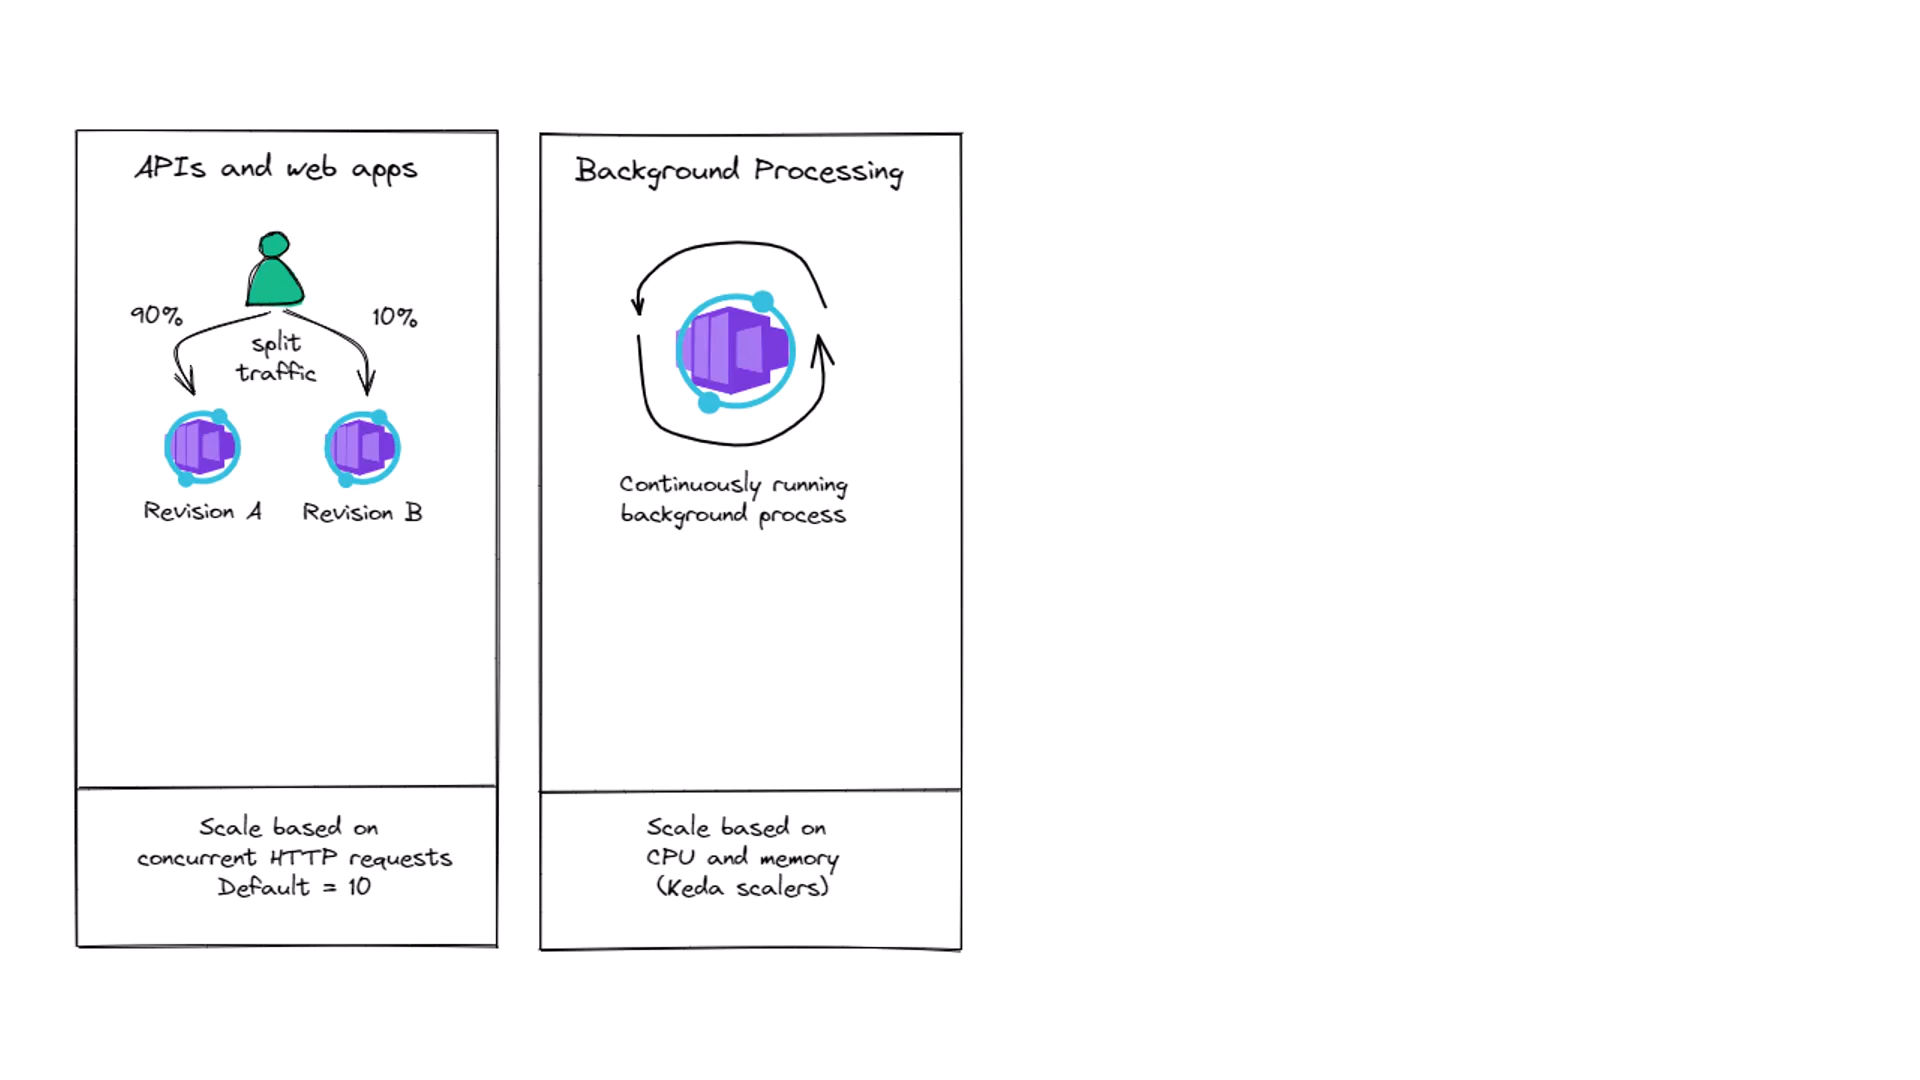 APIs and web apps
90%
10%
split
traffic
Revision A
Revision B
Scale based on
concurrent HTTP requests
Default = 10
Background Processing
Continuously running
background process
Scale based on
CPU and memory
(Keda scalers)